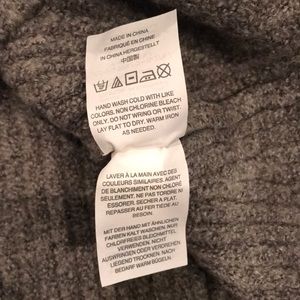 MADE IN CHINA
FABRIQUÉ EN CHINE
IN CHINA HERGESTELLT
中国製
HAND WASH COLD WITH LIKE
COLORS. NON CHLORINE BLEACH
ONLY. DO NOT WRING OR TWIST.
LAY FLAT TO DRY. WARM IRON
AS NEEDED.
LAVER À LA MAIN AVEC DES
COULEURS SIMILAIRES. AGENT
DE BLANCHIMENT NON CHLORÉ
SEULEMENT. NE PAS TORDRE NI
ESSORER. SÉCHER À PLAT.
REPASSER AU FER TIÈDE AU
BESOIN.
MIT DER HAND MIT ÄHNLICHEN
FARBEN KALT WASCHEN. NUR
CHLORFREIES BLEICHMITTEL
VERWENDEN. NICHT
AUSWRINGEN ODER VERDREHEN.
LIEGEND TROCKNEN. NACH
BEDARF WARM BÜGELN.